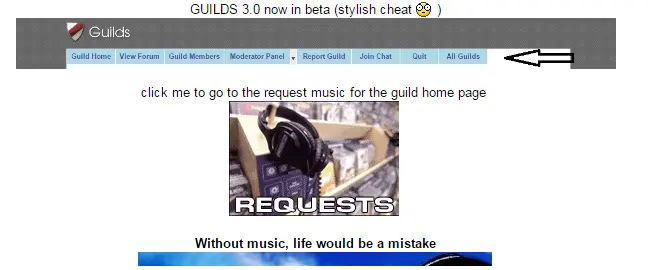 GUILDS 3.0 now in beta (stylish cheat )
Guilds
Guild Home View Forum Guild Members Moderator Panel Report Guild Join Chat Quit All Guilds
click me to go to the request music for the guild home page
REQUESTS
Without music, life would be a mistake